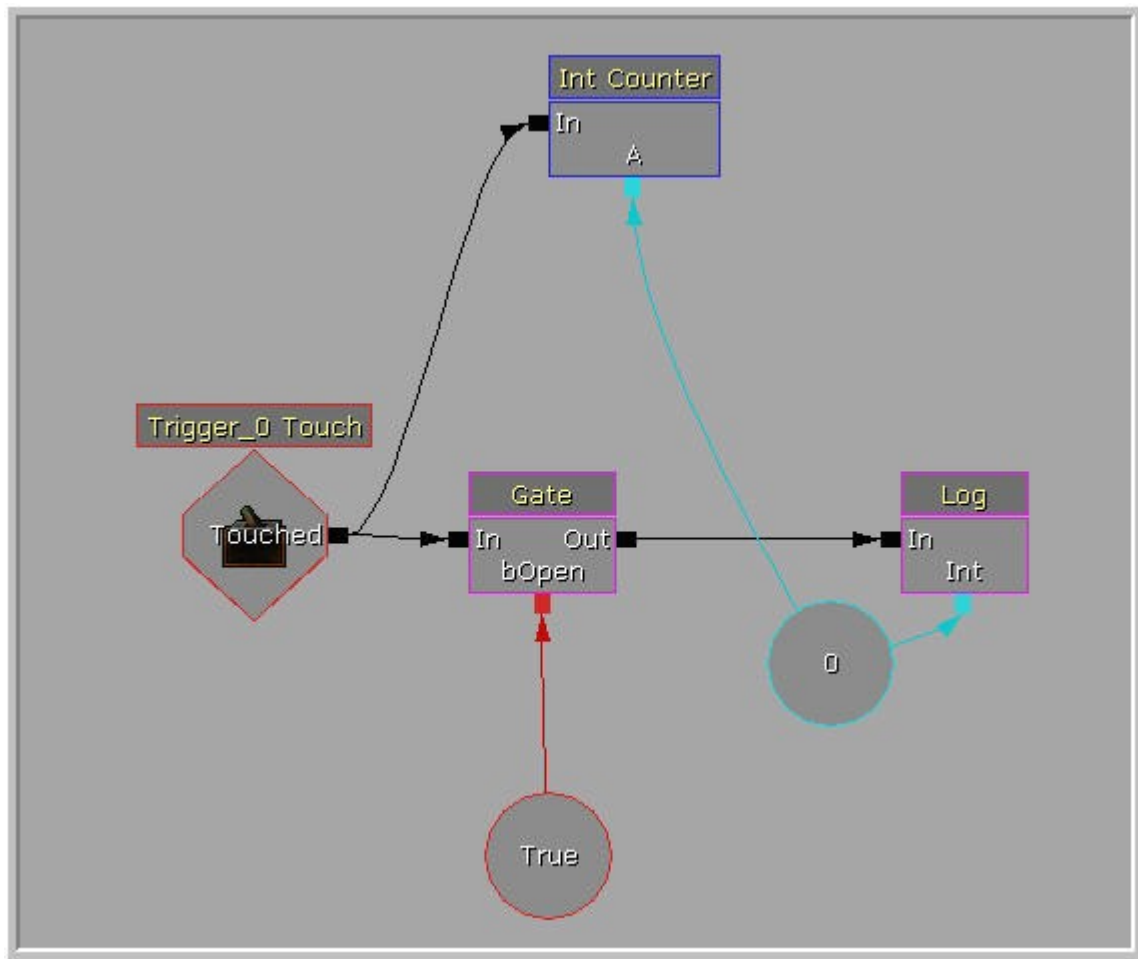 Int Counter
In
A
Trigger_0 Touch
Touched
Gate
In Out
bOpen
Log
In
Int
0
True